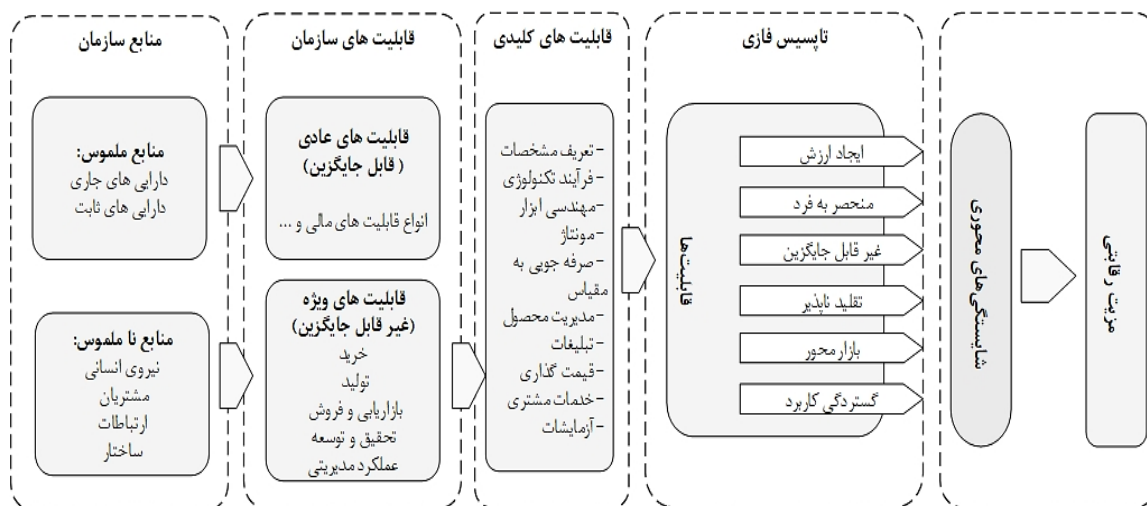 منابع سازمان
منابع ملموس:
دارایی های جاری
دارایی های ثابت
منابع نا ملموس:
نیروی انسانی
مشتریان
ارتباطات
ساختار
قابلیت های سازمان
قابلیت های عادی
( قابل جایگزین)
انواع قابلیت های مالی و ...
قابلیت های ویژه
(غیر قابل جایگزین)
خرید
تولید
بازاریابی و فروش
تحقیق و توسعه
عملکرد مدیریتی
قابلیت های کلیدی
- تعریف مشخصات
- فرآیند تکنولوژی
-مهندسی ابزار
- مونتاژ
- صرفه جویی به
مقیاس
- مدیریت محصول
- تبلیغات
- قیمت گذاری
- خدمات مشتری
- آزمایشات
تاپسیس فازی
قابلیت‌ها
ایجاد ارزش
منحصر به فرد
غیر قابل جایگزین
تقلید ناپذیر
بازار محور
گستردگی کاربرد
شایستگی‌های محوری
مزیت رقابتی